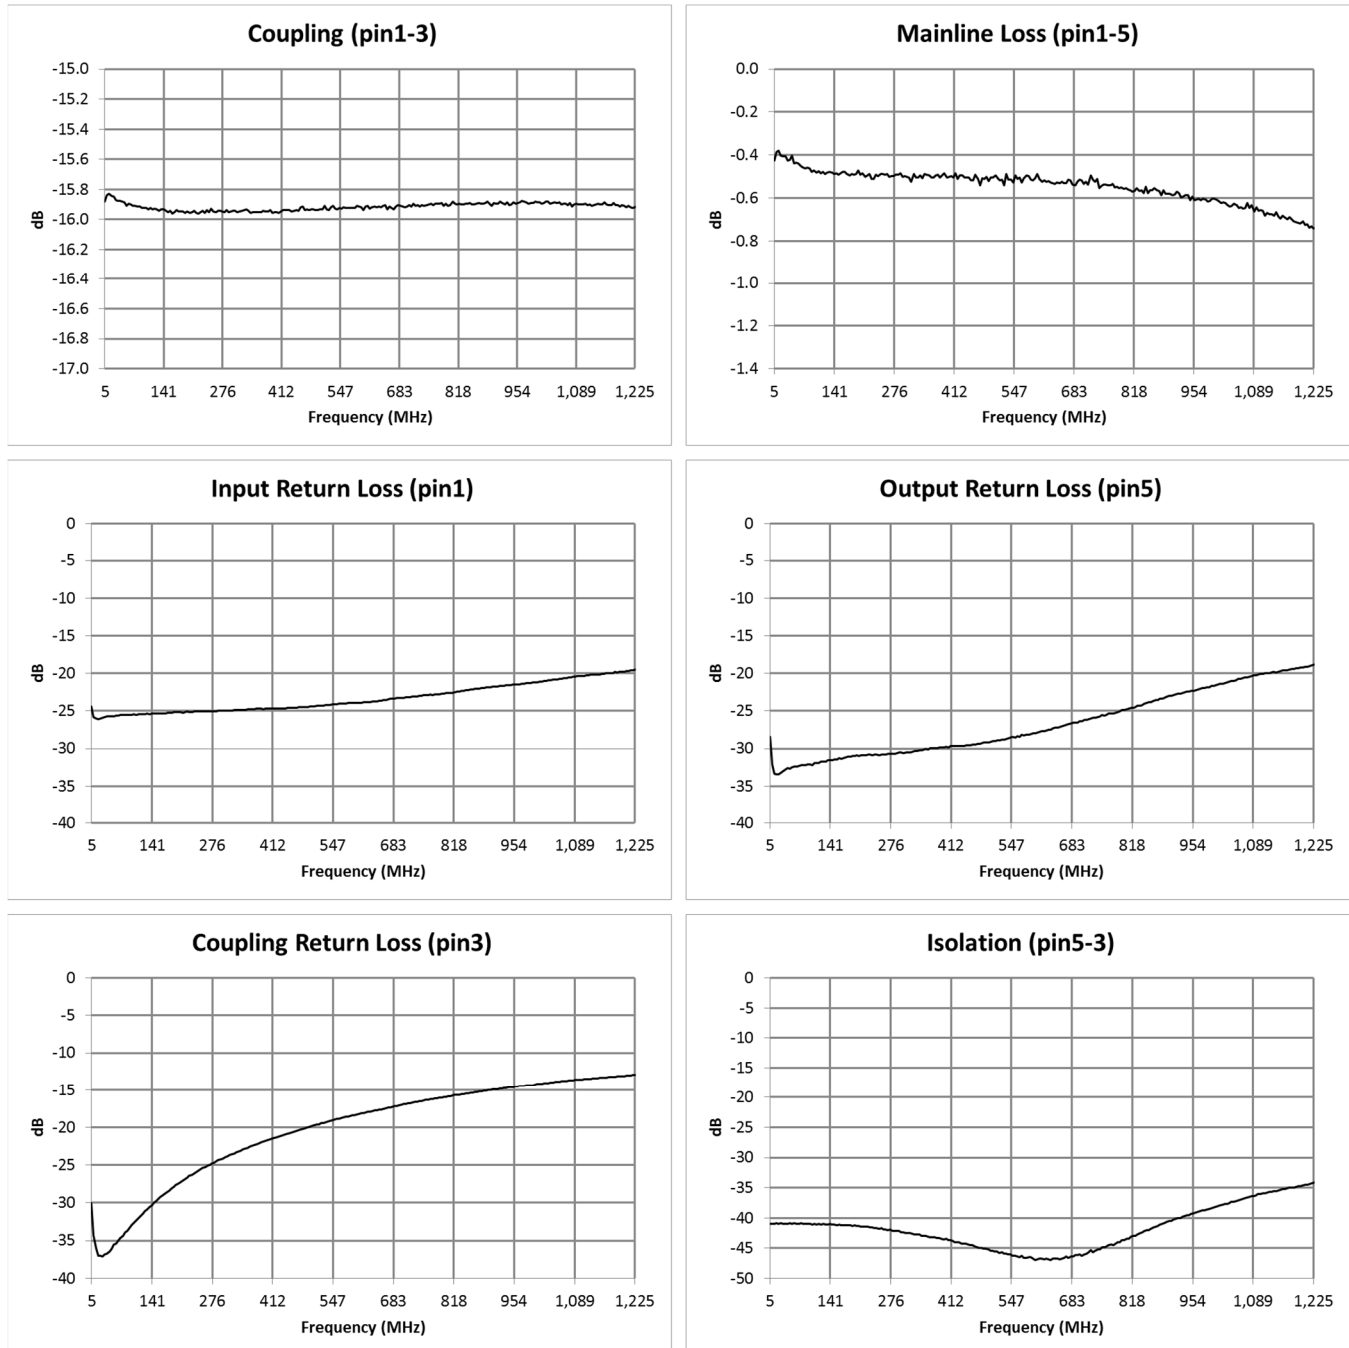 Coupling (pin1-3)
-15.0
-15.2
-15.4
-15.6
-15.8
-16.0
-16.2
-16.4
-16.6
-16.8
-17.0
dB
5 141 276 412 547 683 818 954 1,089 1,225
Frequency (MHz)
Mainline Loss (pin1-5)
0.0
-0.2
-0.4
-0.6
-0.8
-1.0
-1.2
-1.4
dB
5 141 276 412 547 683 818 954 1,089 1,225
Frequency (MHz)
Input Return Loss (pin1)
0
-5
-10
-15
-20
-25
-30
-35
-40
dB
5 141 276 412 547 683 818 954 1,089 1,225
Frequency (MHz)
Output Return Loss (pin5)
0
-5
-10
-15
-20
-25
-30
-35
-40
dB
5 141 276 412 547 683 818 954 1,089 1,225
Frequency (MHz)
Coupling Return Loss (pin3)
0
-5
-10
-15
-20
-25
-30
-35
-40
dB
5 141 276 412 547 683 818 954 1,089 1,225
Frequency (MHz)
Isolation (pin5-3)
0
-5
-10
-15
-20
-25
-30
-35
-40
-45
-50
dB
5 141 276 412 547 683 818 954 1,089 1,225
Frequency (MHz)